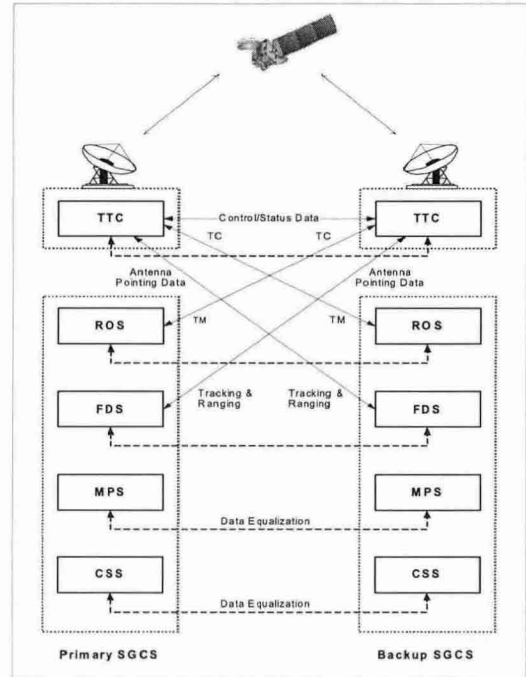 TTC
Control/Status Data
TTC
TC
TC
Antenna
Pointing Data
Antenna
Pointing Data
ROS
TM
TM
ROS
Tracking &
Ranging
Tracking &
Ranging
FDS
FDS
MPS
MPS
Data Equalization
CSS
CSS
Data Equalization
Primary SGCS
Backup SGCS